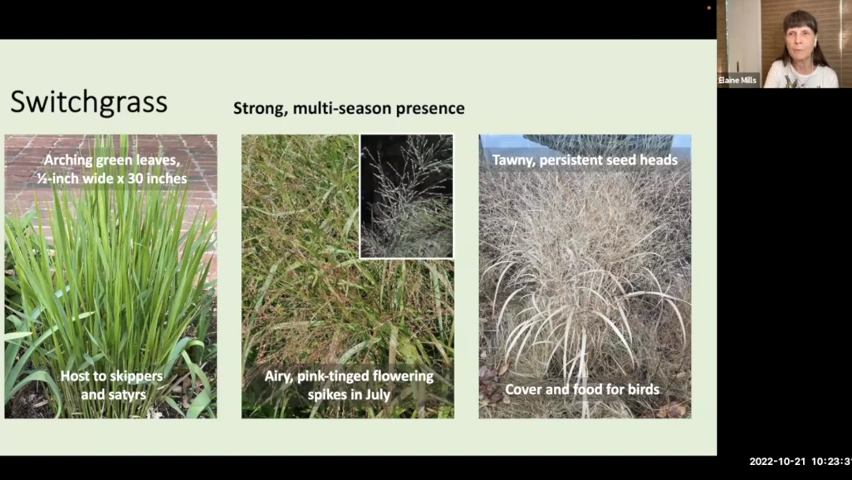 Switchgrass
Strong, multi-season presence
Arching green leaves,
½-inch wide x 30 inches
Host to skippers
and satyrs
Airy, pink-tinged flowering
spikes in July
Tawny, persistent seed heads
Cover and food for birds
Elaine Mills
2022-10-21 10:23:31